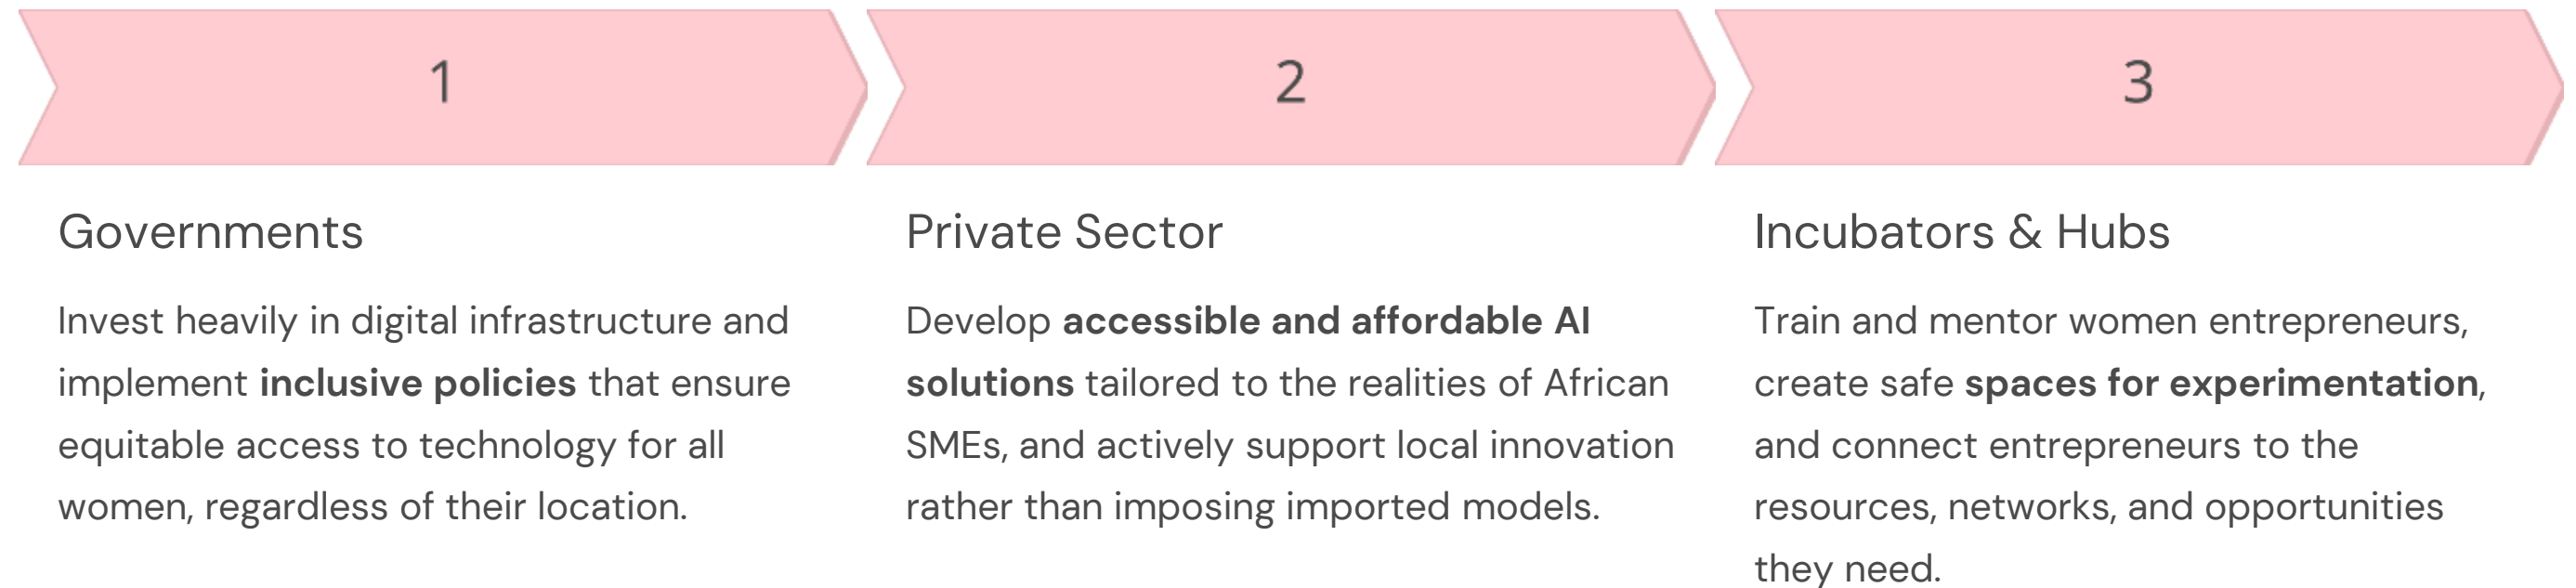 1
2
3
Governments
Invest heavily in digital infrastructure and
implement inclusive policies that ensure
equitable access to technology for all
women, regardless of their location.
Private Sector
Develop accessible and affordable AI
solutions tailored to the realities of African
SMEs, and actively support local innovation
rather than imposing imported models.
Incubators & Hubs
Train and mentor women entrepreneurs,
create safe spaces for experimentation,
and connect entrepreneurs to the
resources, networks, and opportunities
they need.